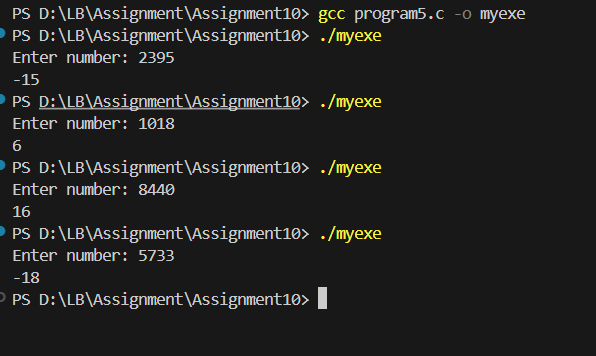 PS D:\LB\Assignment\Assignment10> gcc program5.c -o myexe
PS D:\LB\Assignment\Assignment10> ./myexe
Enter number: 2395
-15
PS D:\LB\Assignment\Assignment10> ./myexe
Enter number: 1018
6
PS D:\LB\Assignment\Assignment10> ./myexe
Enter number: 8440
16
PS D:\LB\Assignment\Assignment10> ./myexe
Enter number: 5733
-18
PS D:\LB\Assignment\Assignment10>